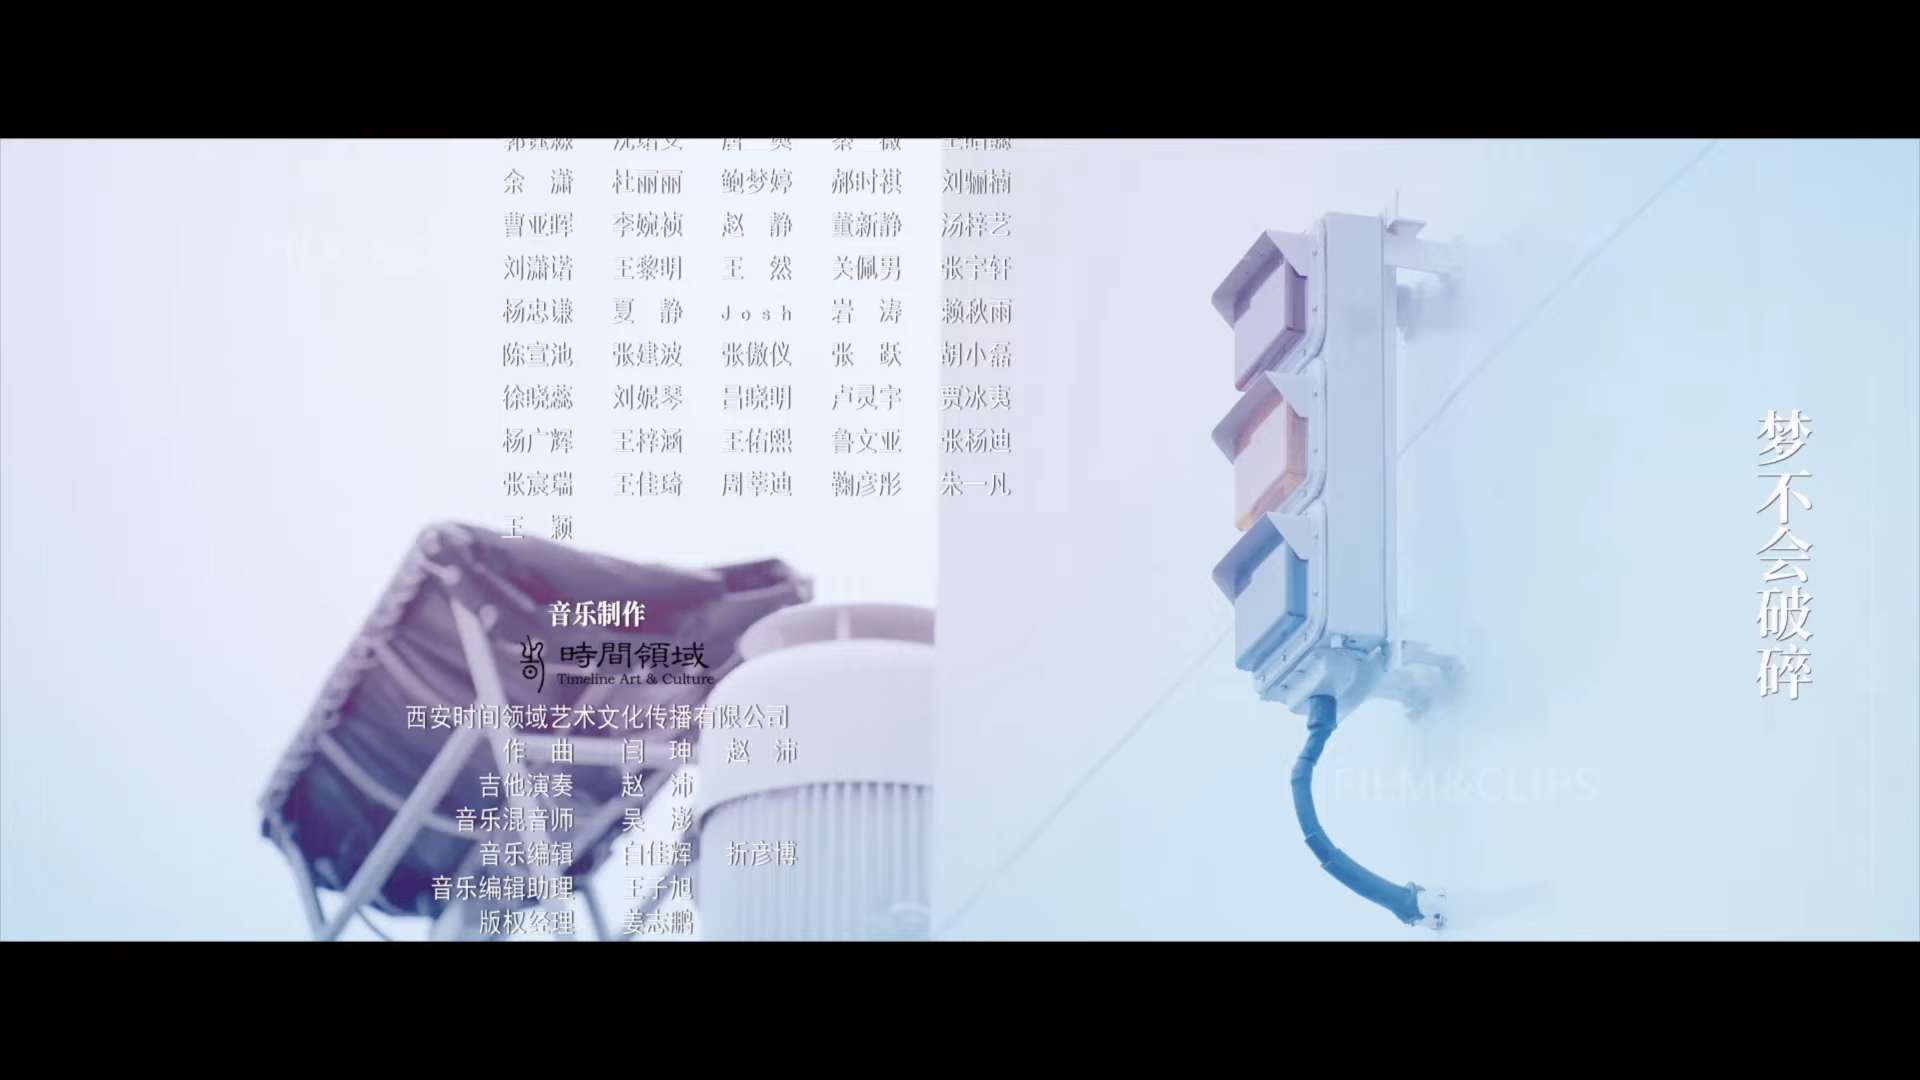 余 潇 杜丽丽 鲍梦婷 郝时祺 刘骊楠
曹亚晖 李婉祯 赵 静 董新静 汤梓艺
刘潇诺 王黎明 王 然 关佩男 张宇轩
杨忠谦 夏 静 Josh 岩 涛 赖秋雨
陈宣池 张建波 张傲仪 张 跃 胡小磊
徐晓蕊 刘妮琴 吕晓明 卢灵宇 贾冰夷
杨广辉 王梓涵 王佑熙 鲁文亚 张杨迪
张宸瑞 王佳琦 周莘迪 鞠彦彤 朱一凡
王 颖
音乐制作
時間領域
Timeline Art & Culture
西安时间领域艺术文化传播有限公司
作 曲 闫 珅 赵 沛
吉他演奏 赵 沛
音乐混音师 吴 澎
音乐编辑 白佳辉 折彦博
音乐编辑助理 王子旭
版权经理 姜志鹏
梦不会破碎
FILM&CLIPS